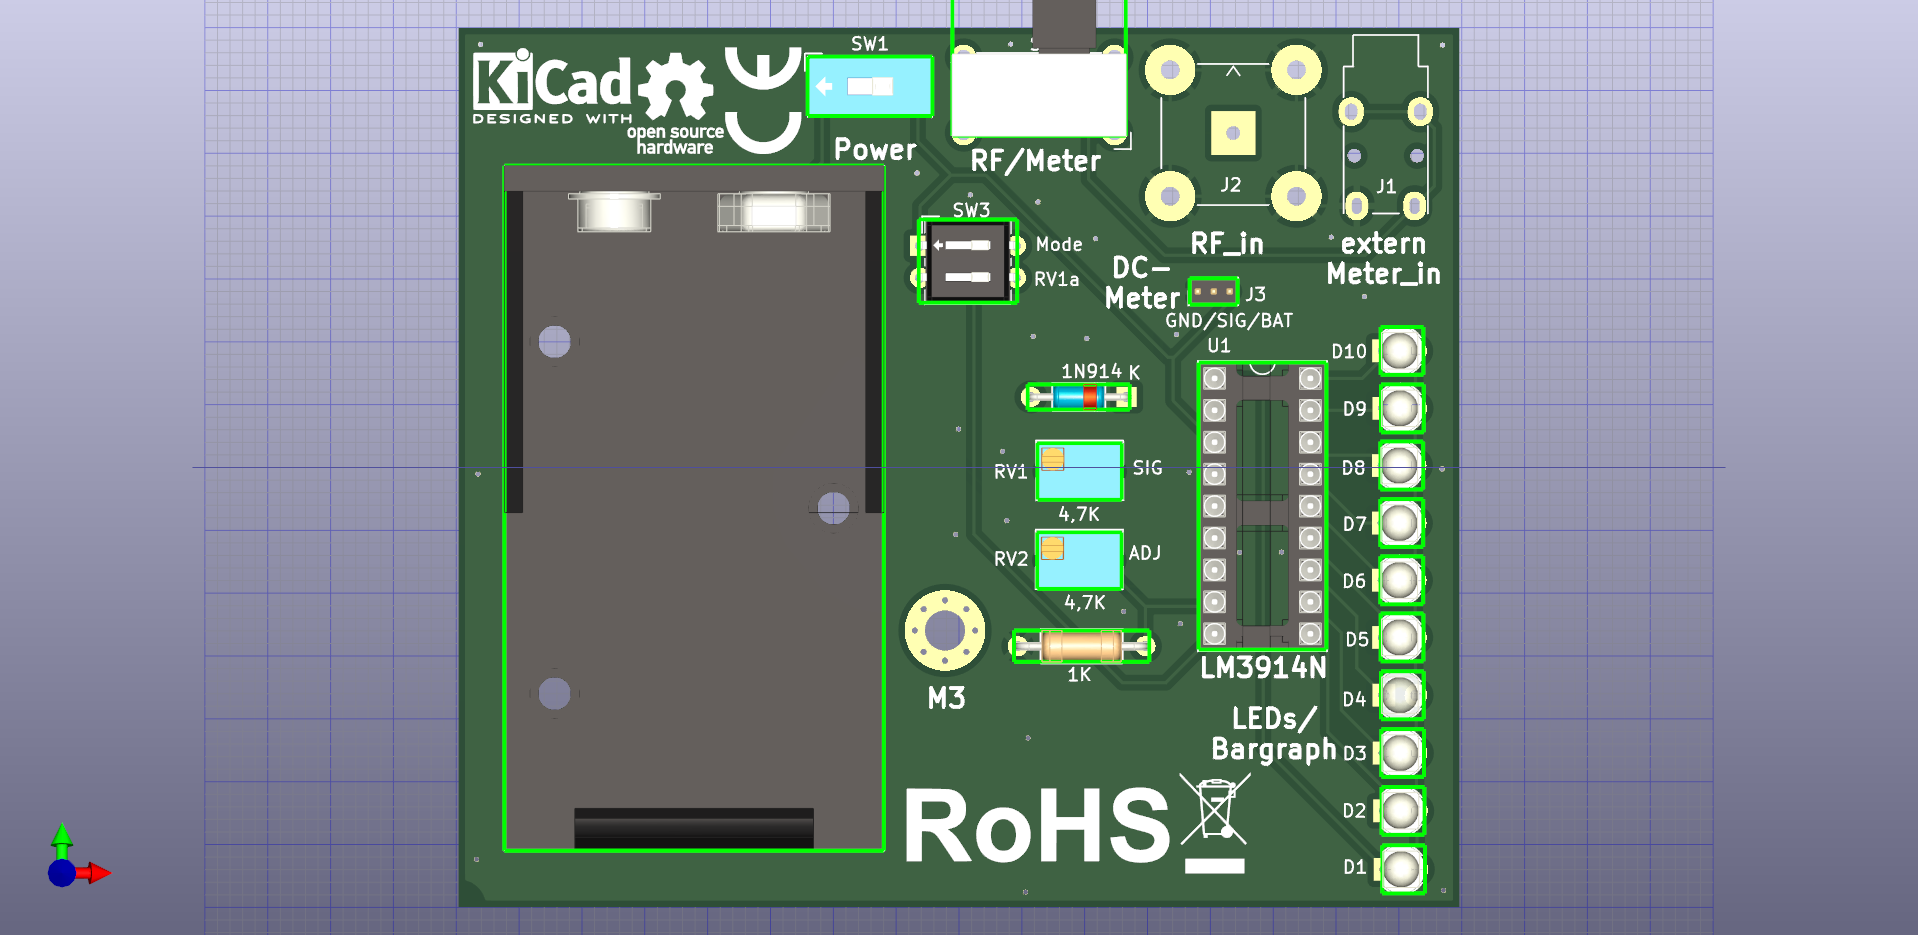 KiCad
DESIGNED WITH
open source
hardware
SW1
Power
RF/Meter
J2
J1
RF_in
extern
Meter_in
SW3
Mode
RV1a
DC-
Meter
J3
GND/SIG/BAT
U1
1N914 K
RV1
SIG
4,7K
RV2
ADJ
4,7K
1K
LM3914N
M3
LEDs/
Bargraph
D10
D9
D8
D7
D6
D5
D4
D3
D2
D1
RoHS